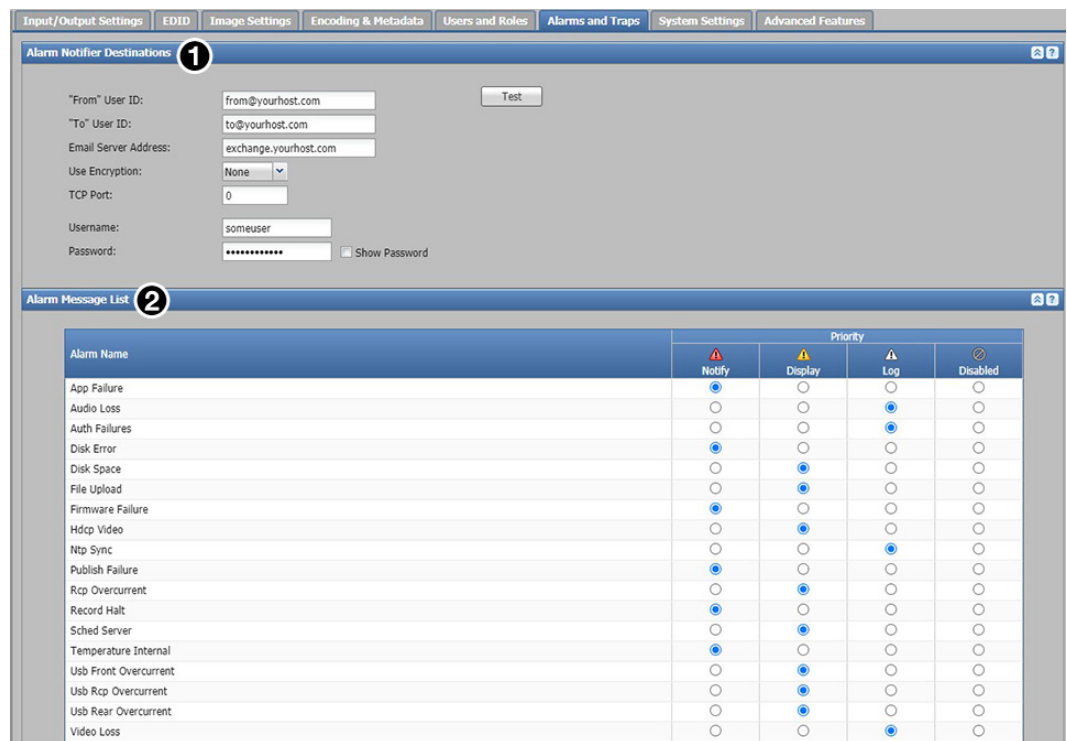 Input/Output Settings EDID Image Settings Encoding & Metadata Users and Roles Alarms and Traps System Settings Advanced Features
Alarm Notifier Destinations 1 ?
"From" User ID: from@yourhost.com Test
"To" User ID: to@yourhost.com
Email Server Address: exchange.yourhost.com
Use Encryption: None
TCP Port: 0
Username: someuser
Password: •••••••••••• Show Password
Alarm Message List 2 ?
Priority
Alarm Name Notify Display Log Disabled
App Failure
Audio Loss
Auth Failures
Disk Error
Disk Space
File Upload
Firmware Failure
Hdcp Video
Ntp Sync
Publish Failure
Rcp Overcurrent
Record Halt
Sched Server
Temperature Internal
Usb Front Overcurrent
Usb Rcp Overcurrent
Usb Rear Overcurrent
Video Loss